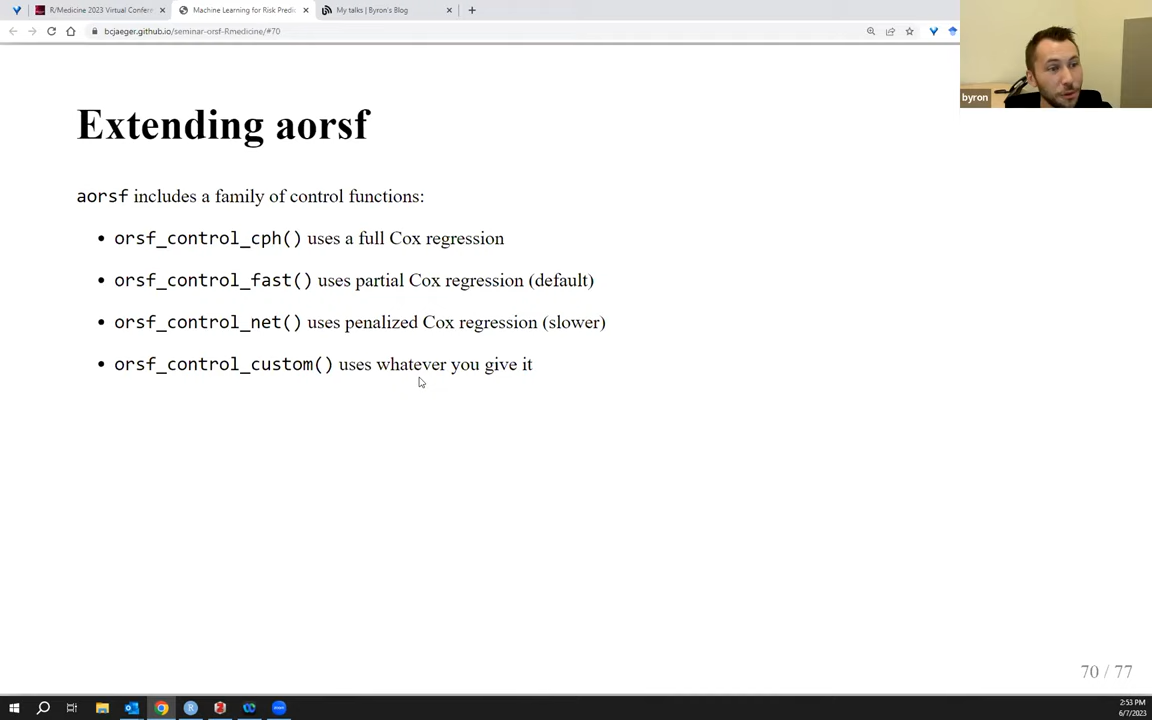 R/Medicine 2023 Virtual Confere
Machine Learning for Risk Predic
My talks | Byron's Blog
bcjaeger.github.io/seminar-orsf-Rmedicine/#70
byron
Extending aorsf
aorsf includes a family of control functions:
• orsf_control_cph() uses a full Cox regression
• orsf_control_fast() uses partial Cox regression (default)
• orsf_control_net() uses penalized Cox regression (slower)
• orsf_control_custom() uses whatever you give it
70 / 77
2:53 PM
6/7/2023